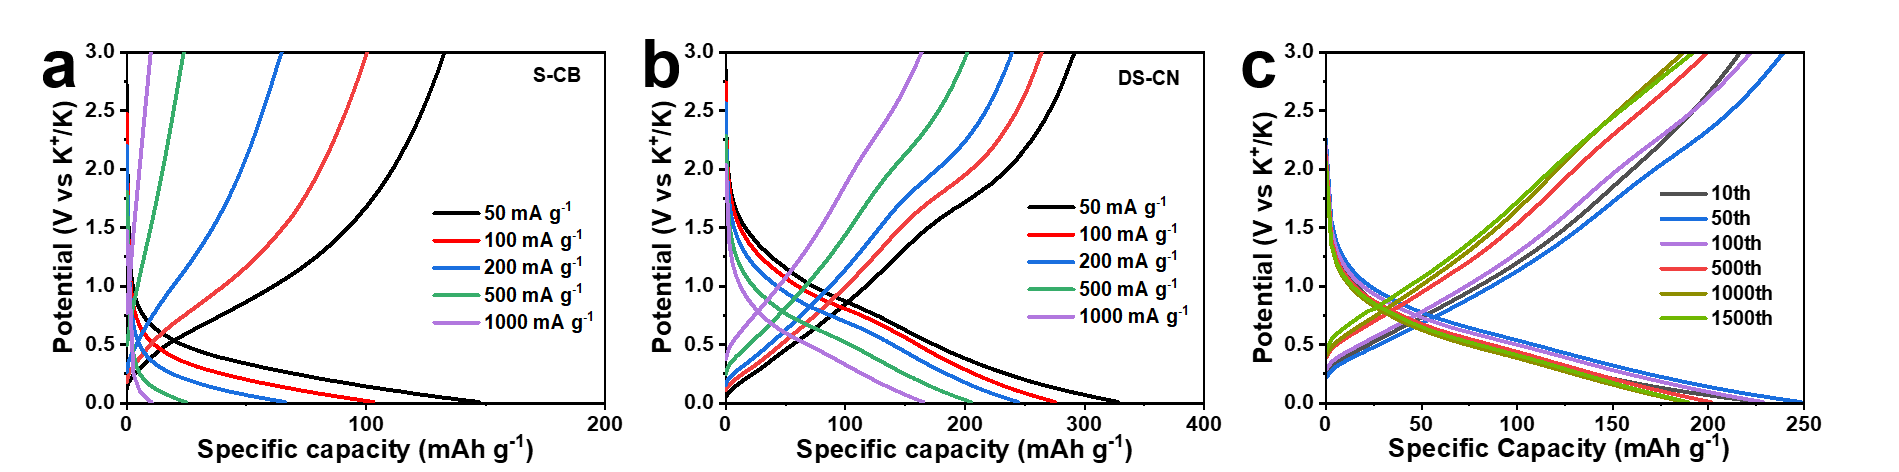 a
S-CB
3.0
2.5
2.0
1.5
1.0
0.5
0.0
Potential (V vs K⁺/K)
50 mA g⁻¹
100 mA g⁻¹
200 mA g⁻¹
500 mA g⁻¹
1000 mA g⁻¹
0
100
200
Specific capacity (mAh g⁻¹)
b
DS-CN
3.0
2.5
2.0
1.5
1.0
0.5
0.0
Potential (V vs K⁺/K)
50 mA g⁻¹
100 mA g⁻¹
200 mA g⁻¹
500 mA g⁻¹
1000 mA g⁻¹
0
100
200
300
400
Specific capacity (mAh g⁻¹)
c
3.0
2.5
2.0
1.5
1.0
0.5
0.0
Potential (V vs K⁺/K)
10th
50th
100th
500th
1000th
1500th
0
50
100
150
200
250
Specific Capacity (mAh g⁻¹)